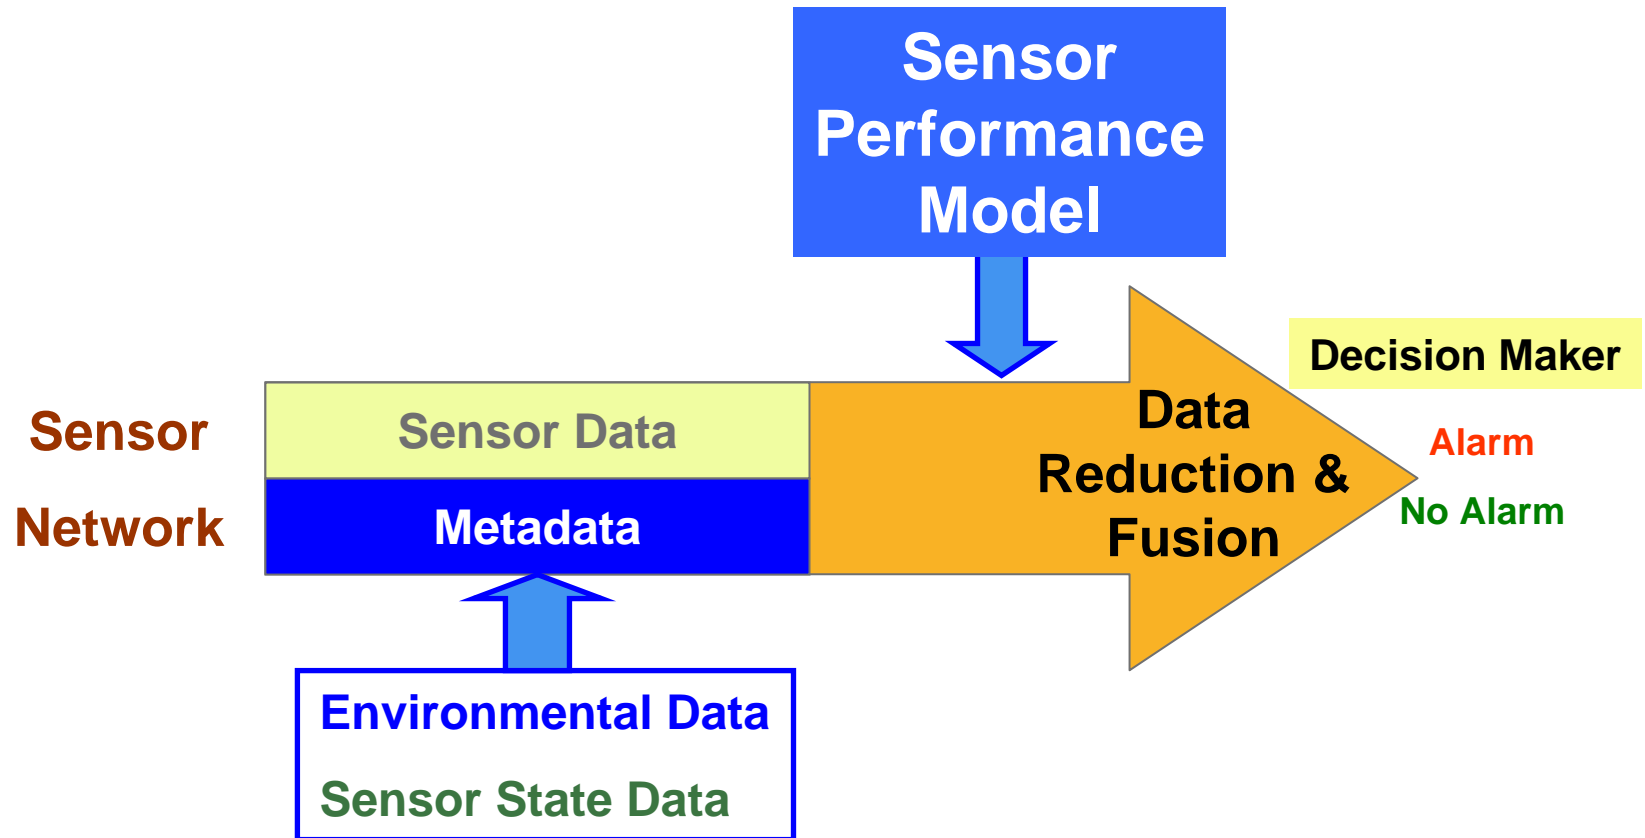 Sensor
Performance
Model
Decision Maker
Sensor
Network
Sensor Data
Metadata
Data
Reduction &
Fusion
Alarm
No Alarm
Environmental Data
Sensor State Data